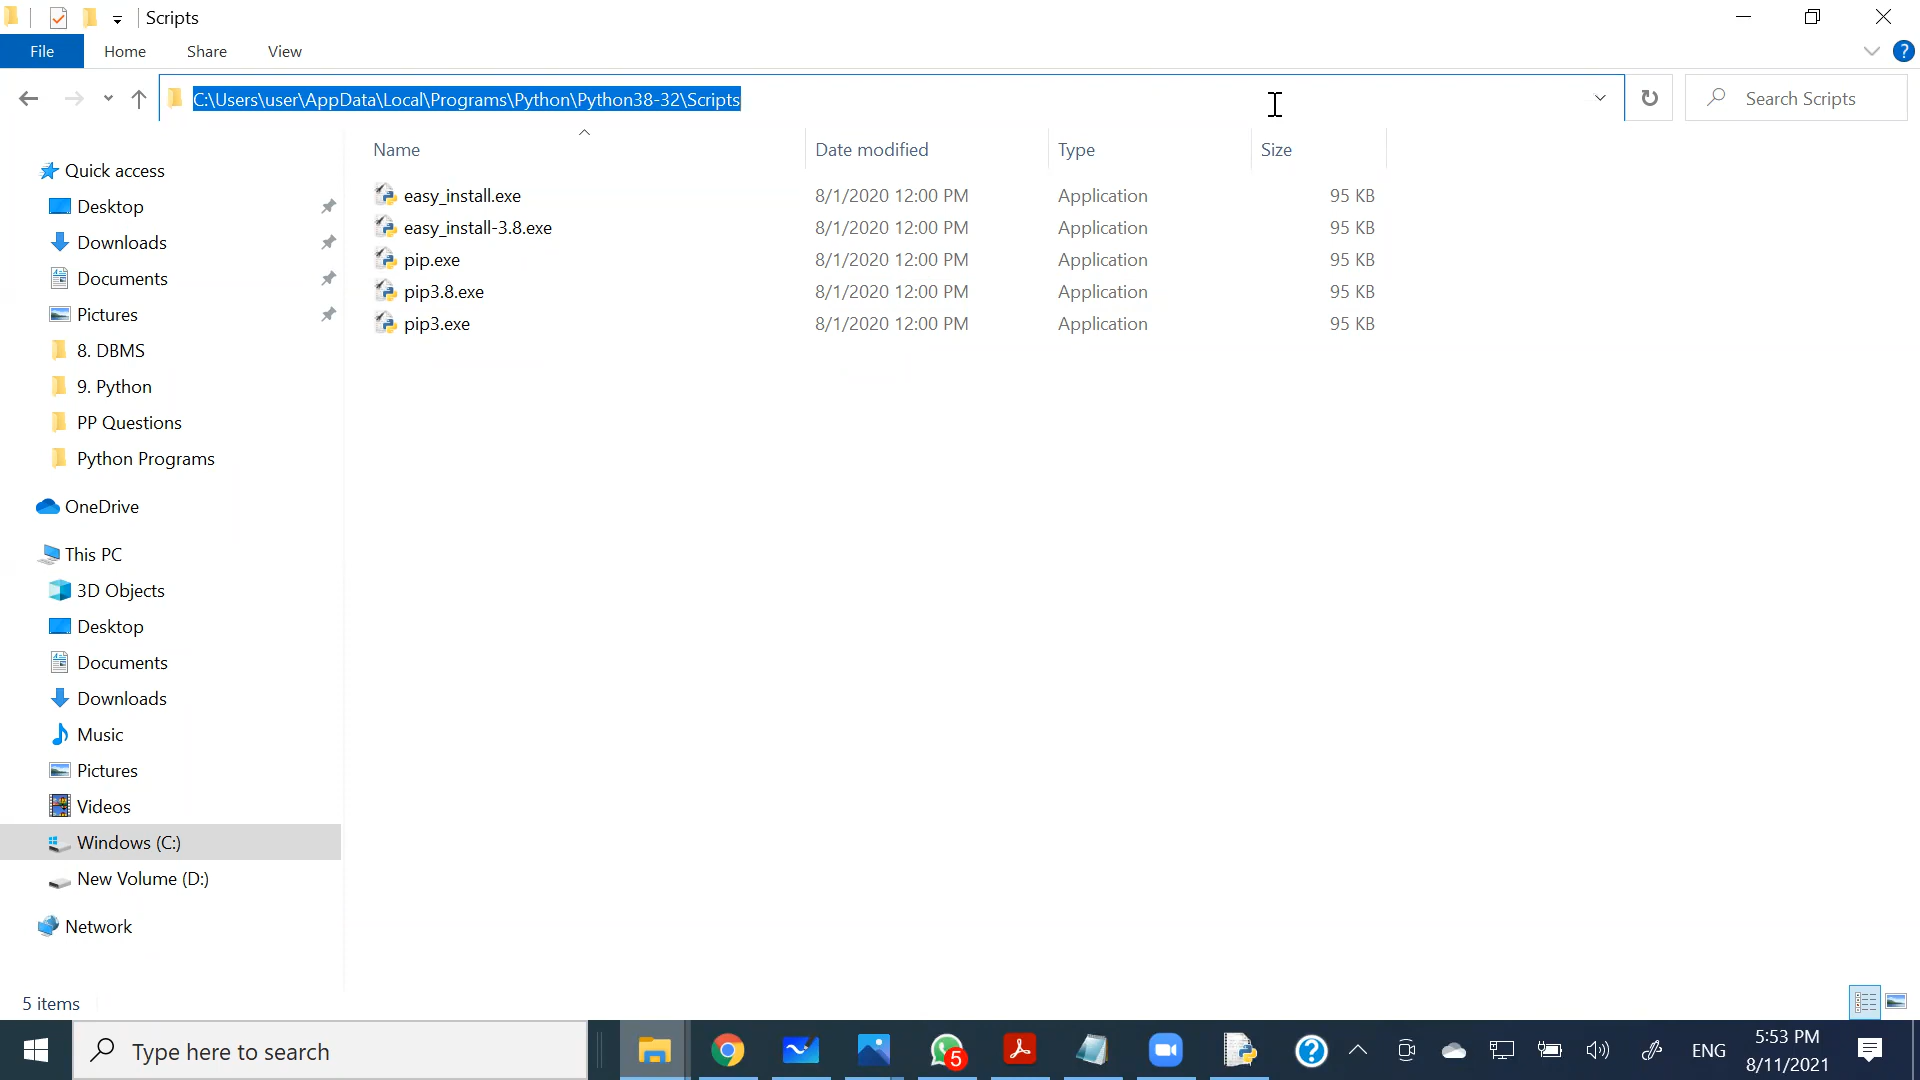 Scripts
File Home Share View
?
C:\Users\user\AppData\Local\Programs\Python\Python38-32\Scripts
Search Scripts
Name Date modified Type Size
easy_install.exe 8/1/2020 12:00 PM Application 95 KB
easy_install-3.8.exe 8/1/2020 12:00 PM Application 95 KB
pip.exe 8/1/2020 12:00 PM Application 95 KB
pip3.8.exe 8/1/2020 12:00 PM Application 95 KB
pip3.exe 8/1/2020 12:00 PM Application 95 KB
Quick access
Desktop
Downloads
Documents
Pictures
8. DBMS
9. Python
PP Questions
Python Programs
OneDrive
This PC
3D Objects
Desktop
Documents
Downloads
Music
Pictures
Videos
Windows (C:)
New Volume (D:)
Network
5 items
Type here to search
5
?
ENG
5:53 PM
8/11/2021